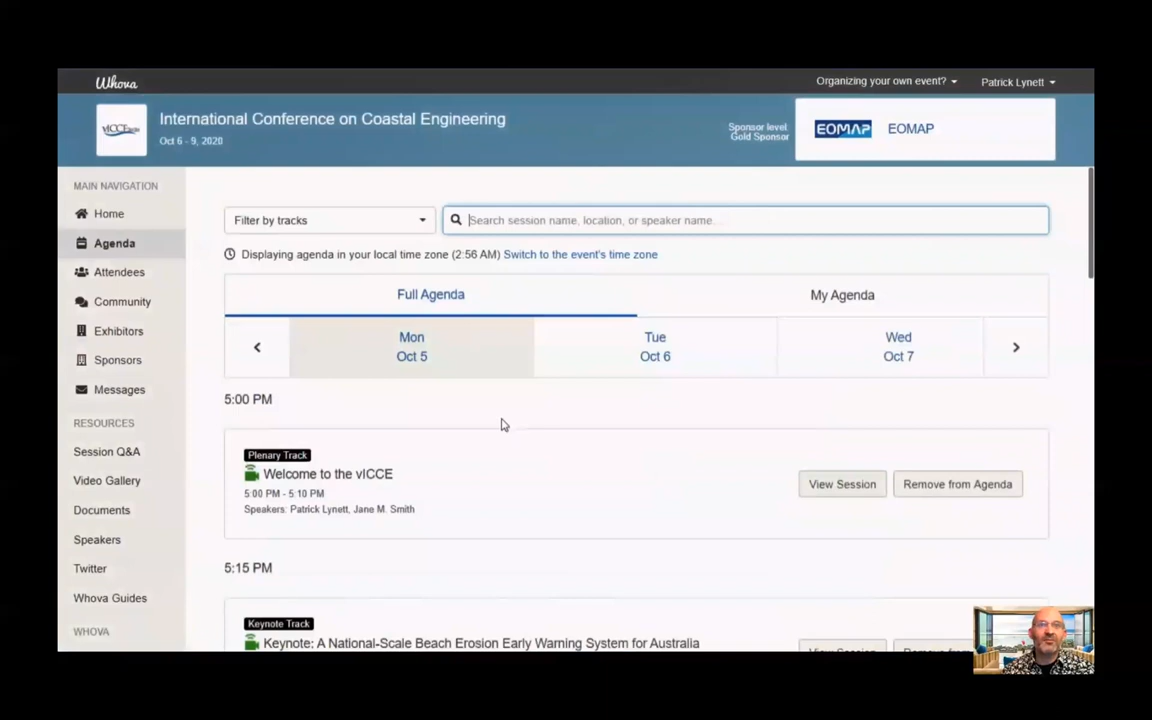 Whova
Organizing your own event?
Patrick Lynett
International Conference on Coastal Engineering
Oct 6 - 9, 2020
Sponsor level:
Gold Sponsor
EOMAP
EOMAP
MAIN NAVIGATION
Home
Agenda
Attendees
Community
Exhibitors
Sponsors
Messages
RESOURCES
Session Q&A
Video Gallery
Documents
Speakers
Twitter
Whova Guides
WHOVA
Filter by tracks
Search session name, location, or speaker name...
Displaying agenda in your local time zone (2:56 AM) Switch to the event's time zone
Full Agenda
My Agenda
Mon
Oct 5
Tue
Oct 6
Wed
Oct 7
5:00 PM
Plenary Track
Welcome to the vICCE
5:00 PM - 5:10 PM
Speakers: Patrick Lynett, Jane M. Smith
View Session
Remove from Agenda
5:15 PM
Keynote Track
Keynote: A National-Scale Beach Erosion Early Warning System for Australia
View Session
Remove from